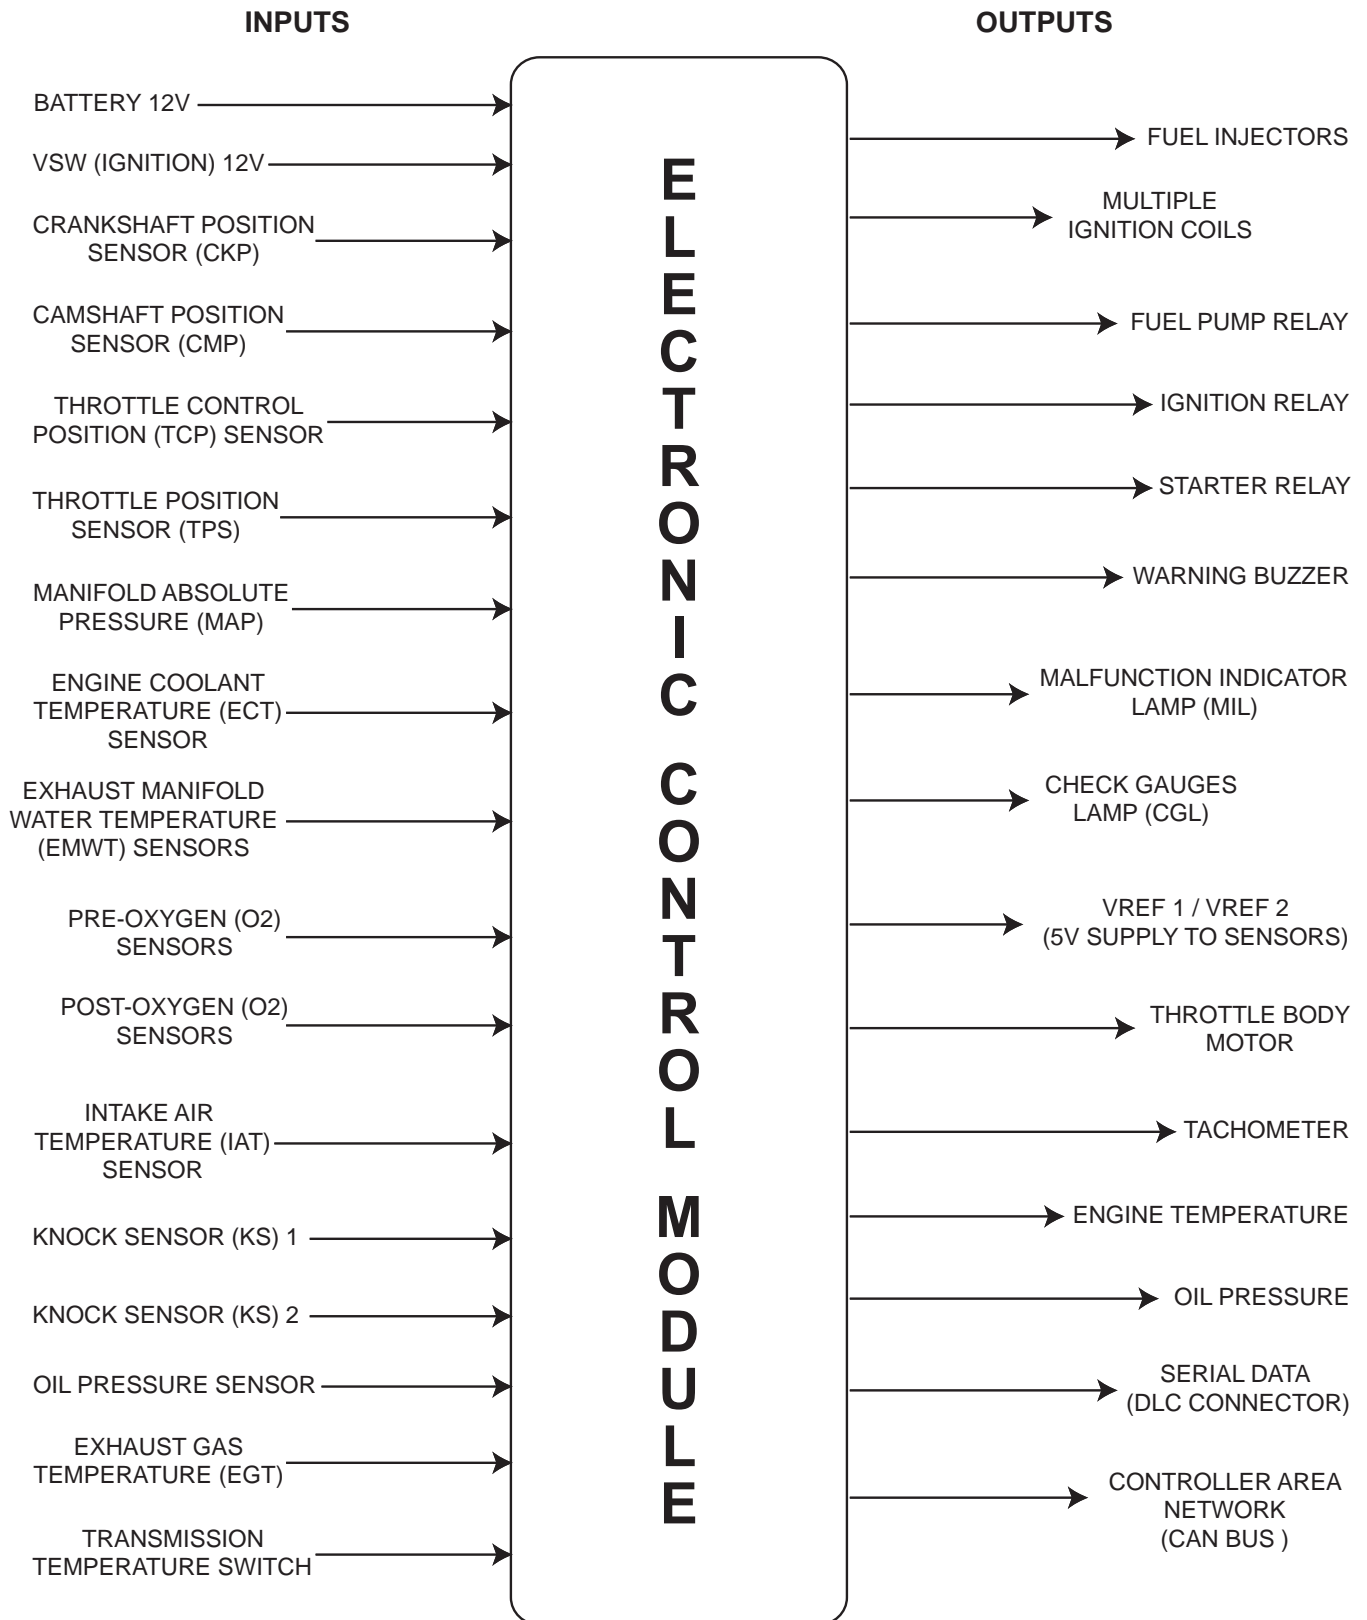 INPUTS
OUTPUTS
BATTERY 12V
VSW (IGNITION) 12V
CRANKSHAFT POSITION
SENSOR (CKP)
CAMSHAFT POSITION
SENSOR (CMP)
THROTTLE CONTROL
POSITION (TCP) SENSOR
THROTTLE POSITION
SENSOR (TPS)
MANIFOLD ABSOLUTE
PRESSURE (MAP)
ENGINE COOLANT
TEMPERATURE (ECT)
SENSOR
EXHAUST MANIFOLD
WATER TEMPERATURE
(EMWT) SENSORS
PRE-OXYGEN (O2)
SENSORS
POST-OXYGEN (O2)
SENSORS
INTAKE AIR
TEMPERATURE (IAT)
SENSOR
KNOCK SENSOR (KS) 1
KNOCK SENSOR (KS) 2
OIL PRESSURE SENSOR
EXHAUST GAS
TEMPERATURE (EGT)
TRANSMISSION
TEMPERATURE SWITCH
ELECTRONIC CONTROL MODULE
FUEL INJECTORS
MULTIPLE
IGNITION COILS
FUEL PUMP RELAY
IGNITION RELAY
STARTER RELAY
WARNING BUZZER
MALFUNCTION INDICATOR
LAMP (MIL)
CHECK GAUGES
LAMP (CGL)
VREF 1 / VREF 2
(5V SUPPLY TO SENSORS)
THROTTLE BODY
MOTOR
TACHOMETER
ENGINE TEMPERATURE
OIL PRESSURE
SERIAL DATA
(DLC CONNECTOR)
CONTROLLER AREA
NETWORK
(CAN BUS )